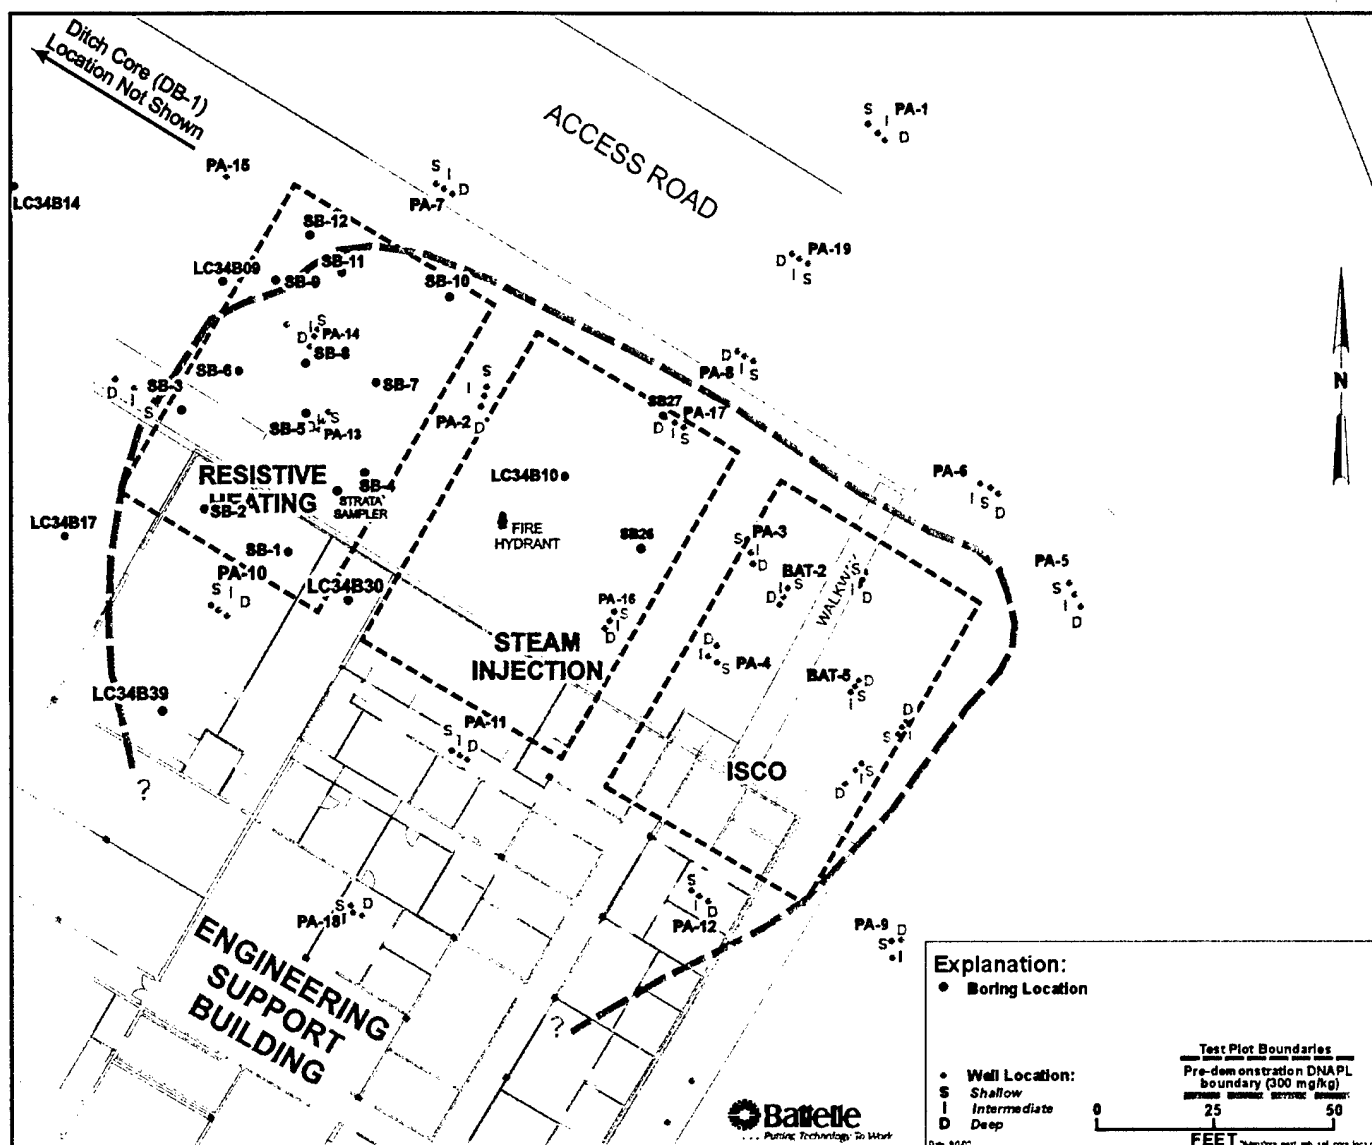 Ditch Core (DB-1)
Location Not Shown
ACCESS ROAD
S I PA-1
D
PA-15
S
I
D
PA-7
LC34B14
SB-12
D PA-19
I S
LC34B09
SB-11
SB-9
SB-10
N
S
I
D PA-14
SB-8
D
PA-8 I S
SB-6
SB-7
S
I
PA-2
D
D I S
SB-3
SB27
PA-17
D I S
SB-5
S
I
D
PA-13
RESISTIVE
HEATING
SB-4
STRATA
SAMPLER
SB-2
LC34B10
FIRE
HYDRANT
SB26
PA-6
I S D
LC34B17
SB-1
PA-10
S I D
LC34B30
PA-3
S I
D
BAT-2
S
D I
WALKWAY
S
I D
PA-5
S
I
D
PA-16
S
I
D
STEAM
INJECTION
D
I
S PA-4
BAT-5
D
I S
LC34B39
PA-11
S I D
D
S I
ISCO
S
I
D
?
PA-18
S D
I
S
I D
PA-12
PA-9 D
S
I
ENGINEERING
SUPPORT
BUILDING
?
Explanation:
Boring Location
Test Plot Boundaries
Pre-demonstration DNAPL
boundary (300 mg/kg)
Well Location:
S Shallow
I Intermediate
D Deep
0 25 50
FEET
Battelle
... Putting Technology To Work